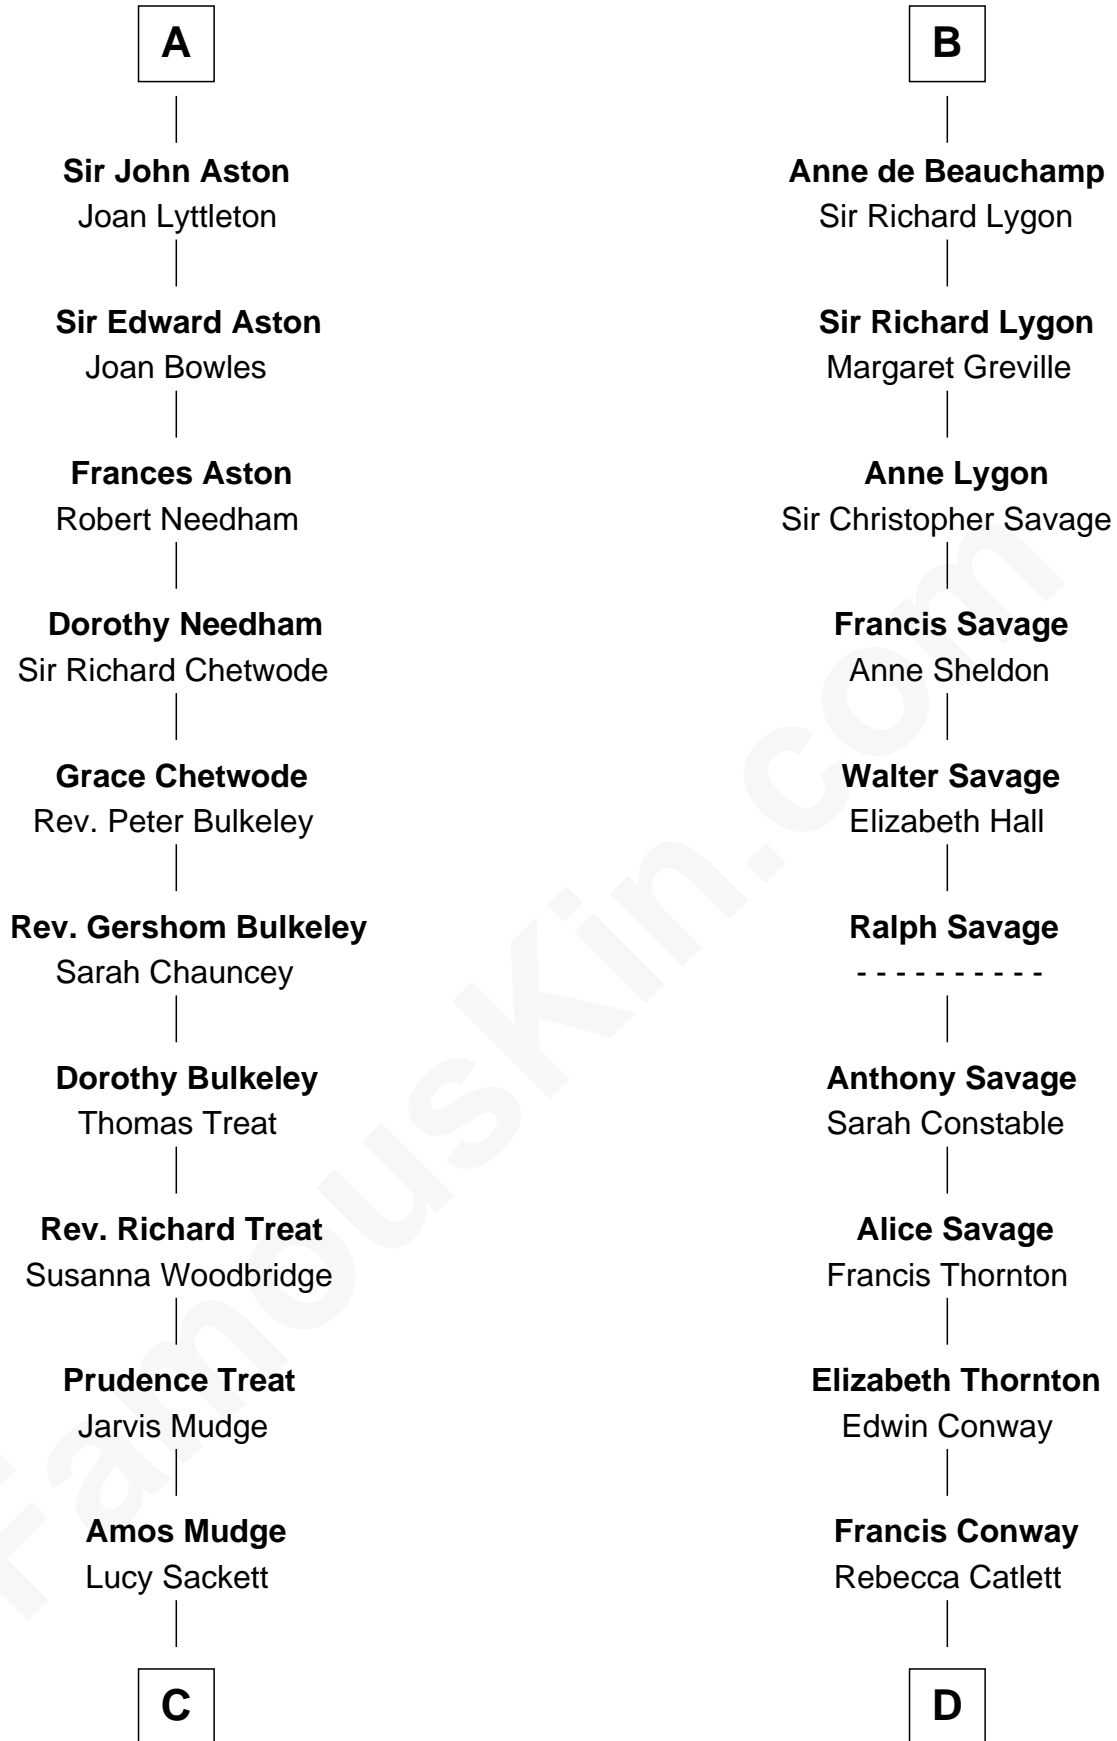 A
Sir John Aston
Joan Lyttleton
Sir Edward Aston
Joan Bowles
Frances Aston
Robert Needham
Dorothy Needham
Sir Richard Chetwode
Grace Chetwode
Rev. Peter Bulkeley
Rev. Gershom Bulkeley
Sarah Chauncey
Dorothy Bulkeley
Thomas Treat
Rev. Richard Treat
Susanna Woodbridge
Prudence Treat
Jarvis Mudge
Amos Mudge
Lucy Sackett
C
B
Anne de Beauchamp
Sir Richard Lygon
Sir Richard Lygon
Margaret Greville
Anne Lygon
Sir Christopher Savage
Francis Savage
Anne Sheldon
Walter Savage
Elizabeth Hall
Ralph Savage
- - - - - - - - - -
Anthony Savage
Sarah Constable
Alice Savage
Francis Thornton
Elizabeth Thornton
Edwin Conway
Francis Conway
Rebecca Catlett
D
FamousKin.com